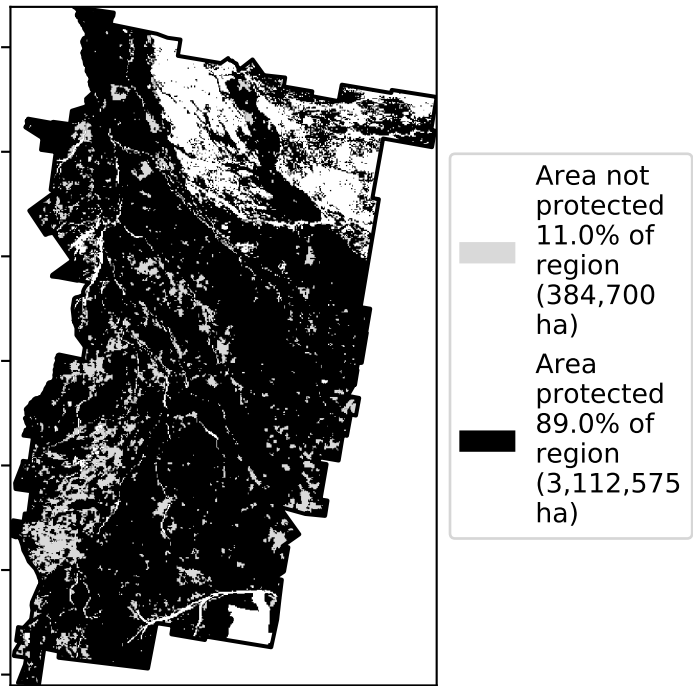 Area not
protected
11.0% of
region
(384,700
ha)
Area
protected
89.0% of
region
(3,112,575
ha)